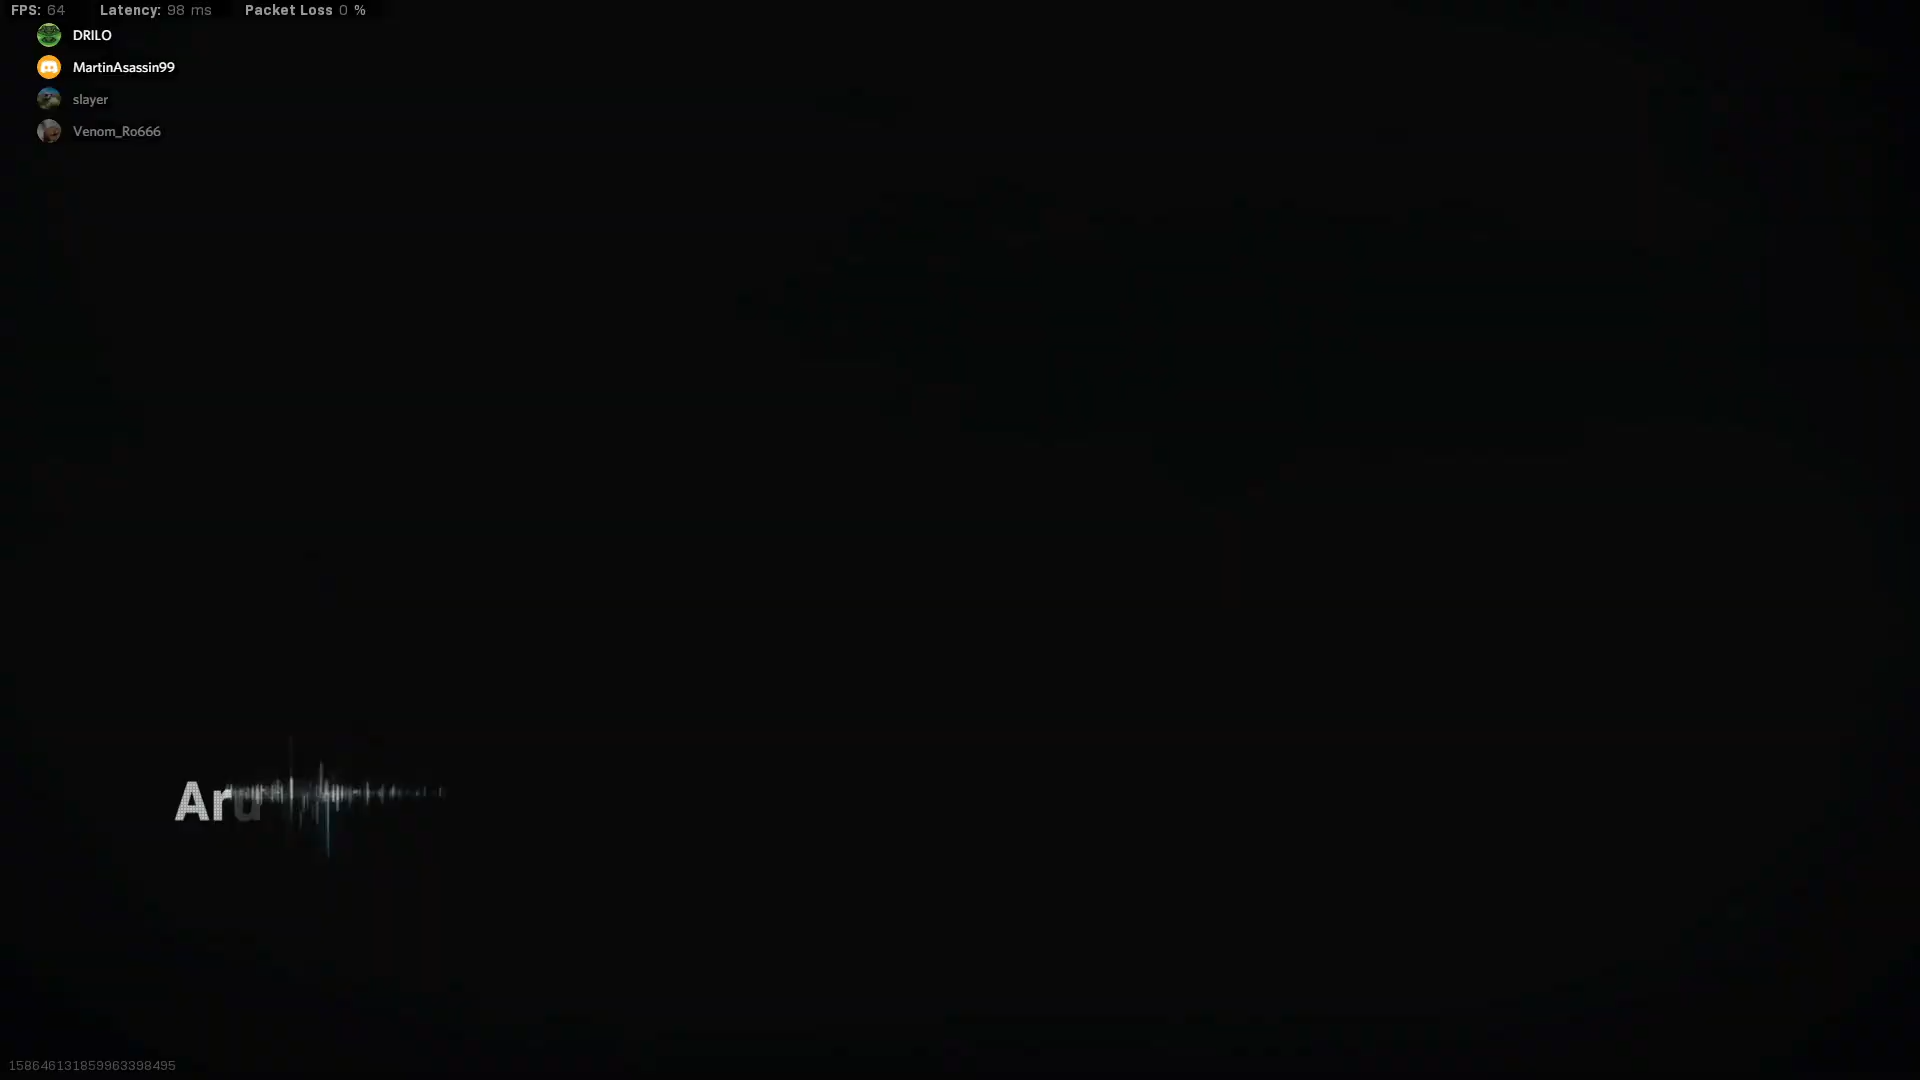 FPS: 64 Latency: 98 ms Packet Loss 0 %
DRILO
MartinAsassin99
slayer
Venom_Ro666
Aru
158646131859963398495